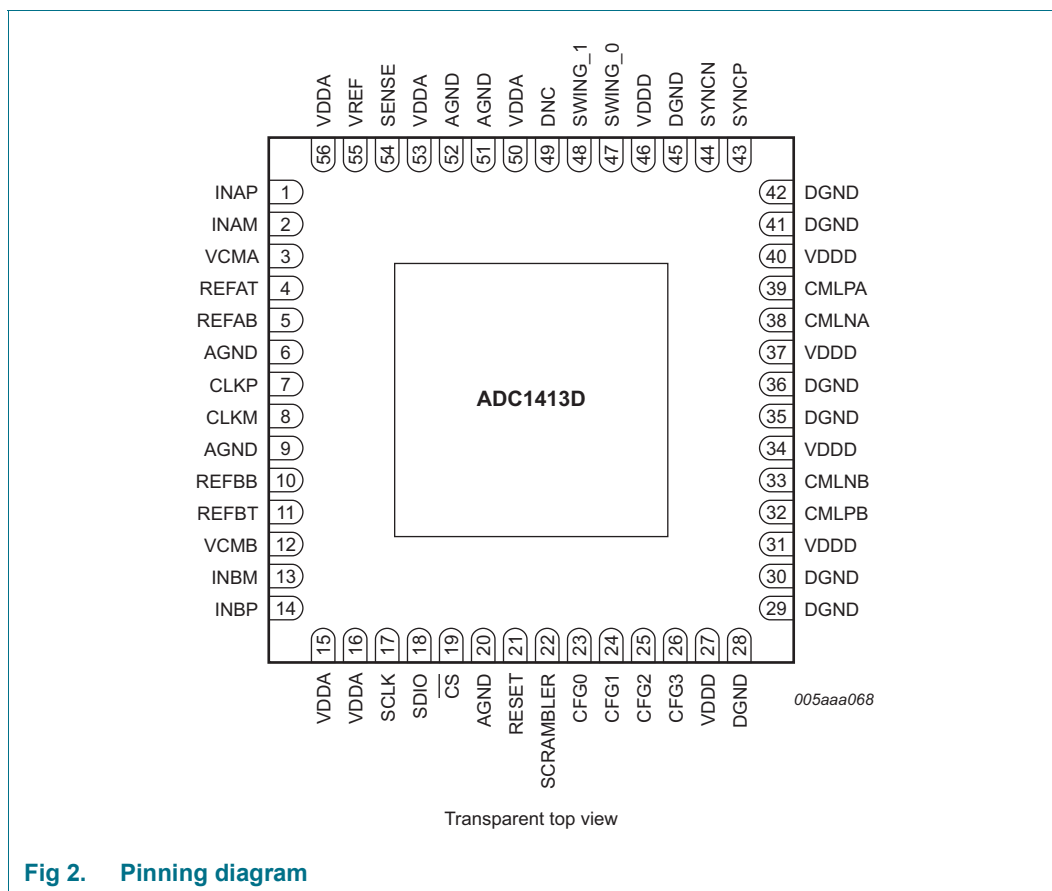 VDDA VREF SENSE VDDA AGND AGND VDDA DNC SWING_1 SWING_0 VDDD DGND SYNCN SYNCP
56 55 54 53 52 51 50 49 48 47 46 45 44 43
INAP 1
INAM 2
VCMA 3
REFAT 4
REFAB 5
AGND 6
CLKP 7
CLKM 8
AGND 9
REFBB 10
REFBT 11
VCMB 12
INBM 13
INBP 14
ADC1413D
42 DGND
41 DGND
40 VDDD
39 CMLPA
38 CMLNA
37 VDDD
36 DGND
35 DGND
34 VDDD
33 CMLNB
32 CMLPB
31 VDDD
30 DGND
29 DGND
15 16 17 18 19 20 21 22 23 24 25 26 27 28
VDDA VDDA SCLK SDIO CS AGND RESET SCRAMBLER CFG0 CFG1 CFG2 CFG3 VDDD DGND
005aaa068
Transparent top view
Fig 2. Pinning diagram